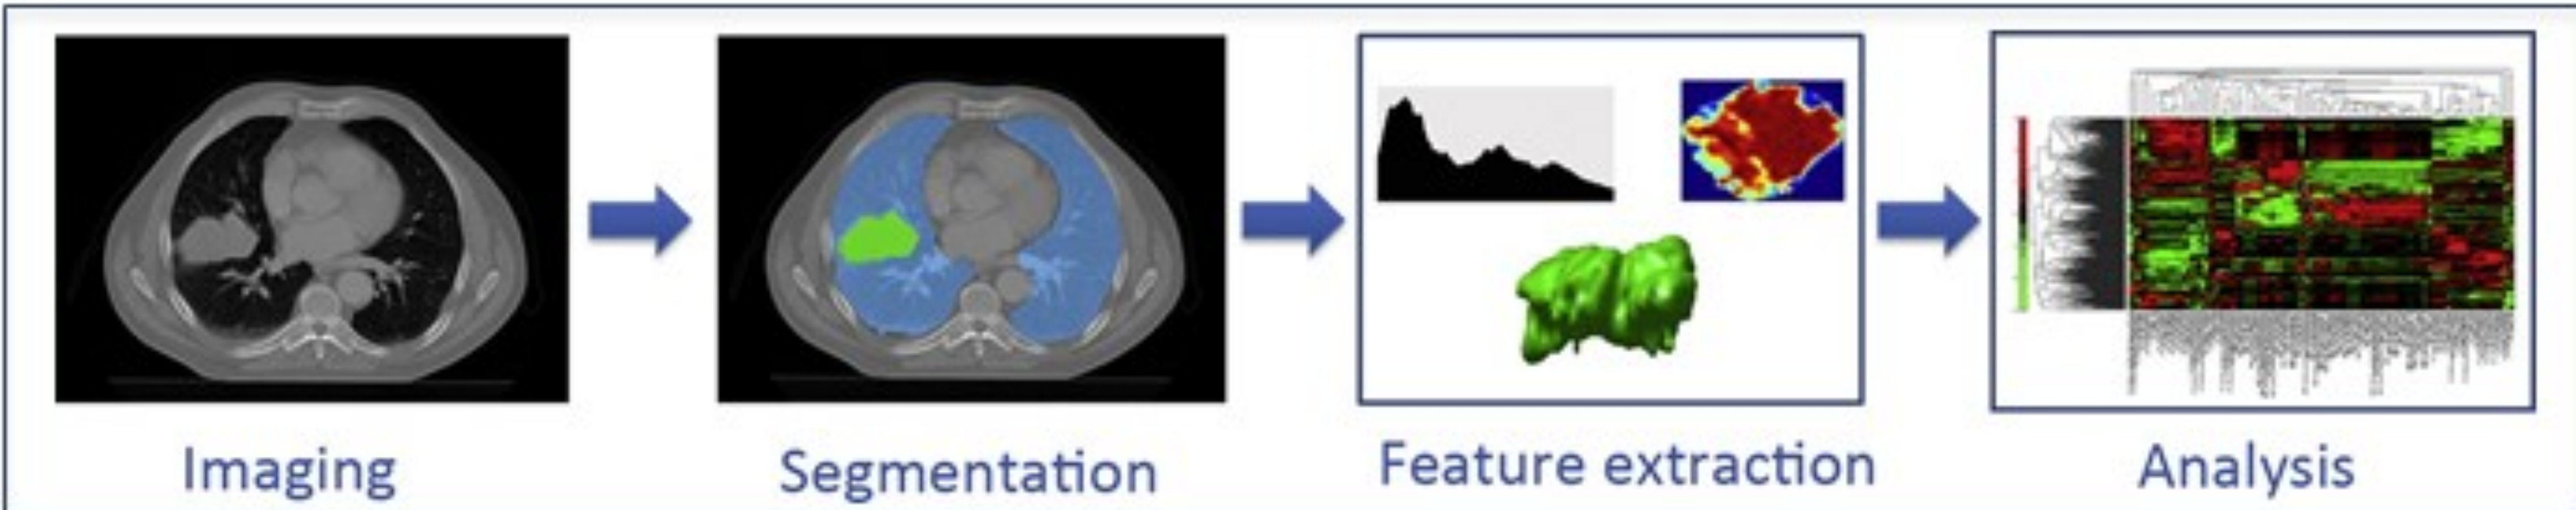 Imaging
Segmentation
Feature extraction
Analysis